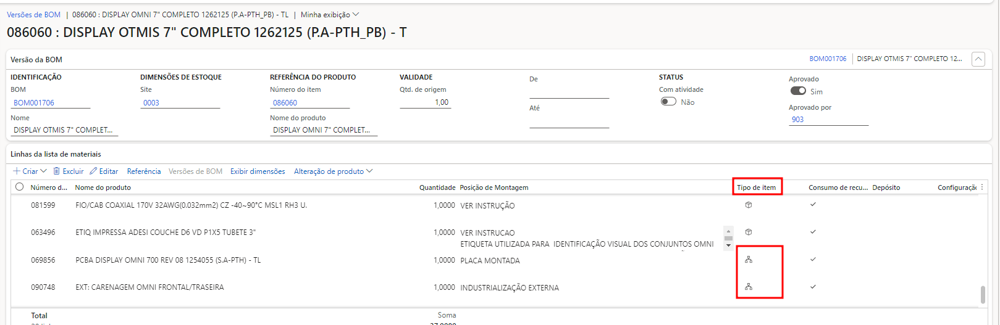 Versões de BOM | 086060 : DISPLAY OMNI 7" COMPLETO 1262125 (P.A-PTH_PB) - TL | Minha exibição
086060 : DISPLAY OTMIS 7" COMPLETO 1262125 (P.A-PTH_PB) - T
Versão da BOM
BOM001706 | DISPLAY OTMIS 7" COMPLETO 12...
IDENTIFICAÇÃO
BOM
BOM001706
Nome
DISPLAY OTMIS 7" COMPLET...
DIMENSÕES DE ESTOQUE
Site
0003
REFERÊNCIA DO PRODUTO
Número do item
086060
Nome do produto
DISPLAY OMNI 7" COMPLET...
VALIDADE
Qtd. de origem
1,00
De
Até
STATUS
Com atividade
Não
Aprovado
Sim
Aprovado por
903
Linhas da lista de materiais
Criar Excluir Editar Referência Versões de BOM Exibir dimensões Alteração de produto
Número d... Nome do produto Quantidade Posição de Montagem Tipo de item Consumo de recu... Depósito Configuraçã
081599 FIO/CAB COAXIAL 170V 32AWG(0.032mm2) CZ -40~90°C MSL1 RH3 U. 1,0000 VER INSTRUÇÃO
063496 ETIQ IMPRESSA ADESI COUCHE D6 VD P1X5 TUBETE 3" 1,0000 VER INSTRUCAO
ETIQUETA UTILIZADA PARA IDENTIFICAÇÃO VISUAL DOS CONJUNTOS OMNI
069856 PCBA DISPLAY OMNI 700 REV 08 1254055 (S.A-PTH) - TL 1,0000 PLACA MONTADA
090748 EXT: CARENAGEM OMNI FRONTAL/TRASEIRA 1,0000 INDUSTRIALIZAÇÃO EXTERNA
Total Soma